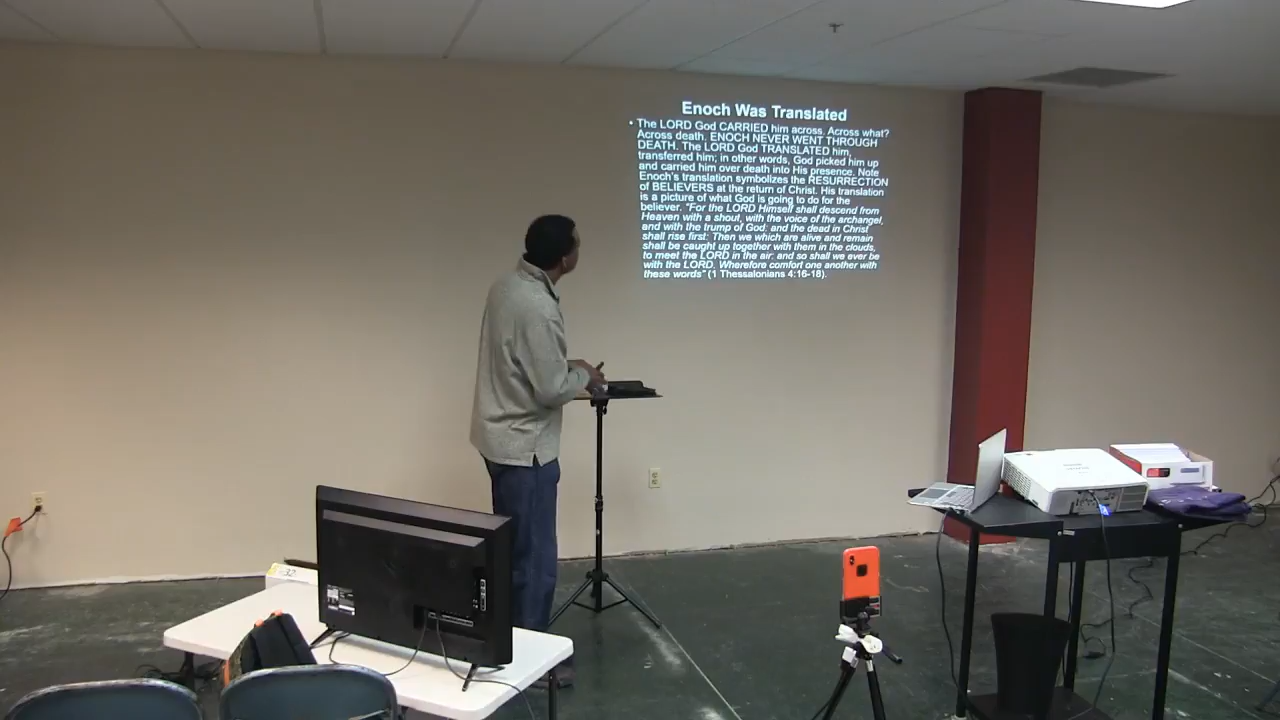 Enoch Was Translated
• The LORD God CARRIED him across. Across what?
Across death. ENOCH NEVER WENT THROUGH
DEATH. The LORD God TRANSLATED him,
transferred him; in other words, God picked him up
and carried him over death into His presence. Note
Enoch's translation symbolizes the RESURRECTION
of BELIEVERS at the return of Christ. His translation
is a picture of what God is going to do for the
believer. "For the LORD Himself shall descend from
Heaven with a shout, with the voice of the archangel,
and with the trump of God: and the dead in Christ
shall rise first: Then we which are alive and remain
shall be caught up together with them in the clouds,
to meet the LORD in the air: and so shall we ever be
with the LORD. Wherefore comfort one another with
these words" (1 Thessalonians 4:16-18).
32